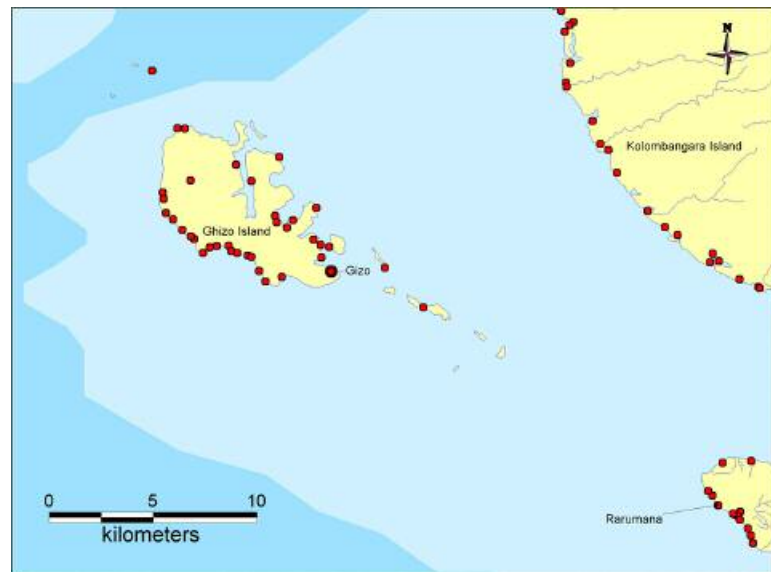 N
Kolombangara Island
Ghizo Island
Gizo
0 5 10
kilometers
Rarumana